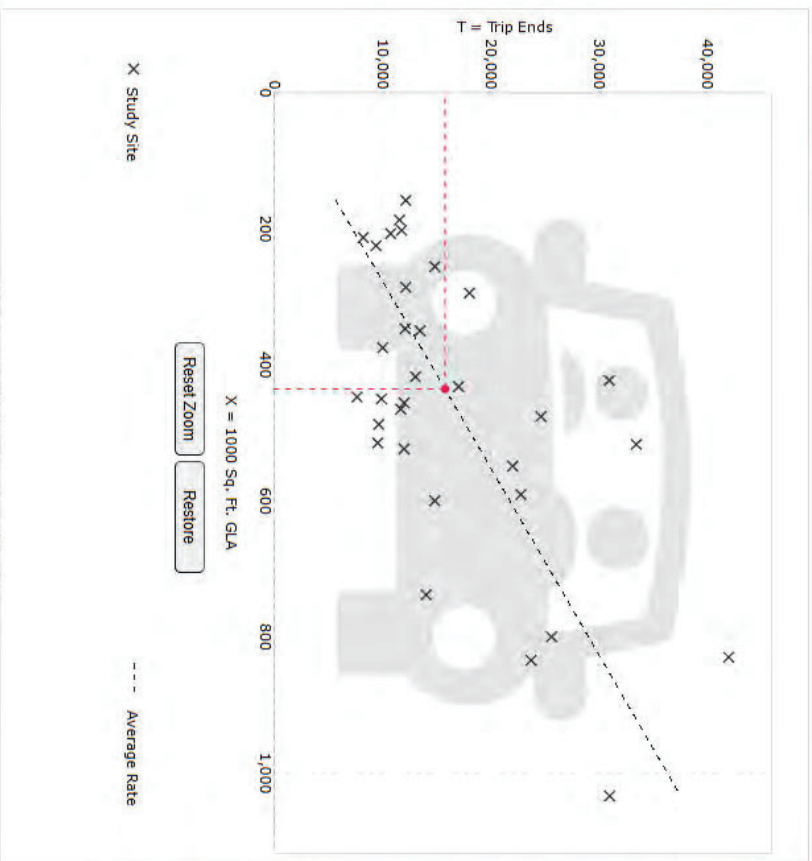 T = Trip Ends
40,000
30,000
20,000
10,000
0
0
200
400
600
800
1,000
X = 1000 Sq. Ft. GLA
Reset Zoom
Restore
Study Site
Average Rate